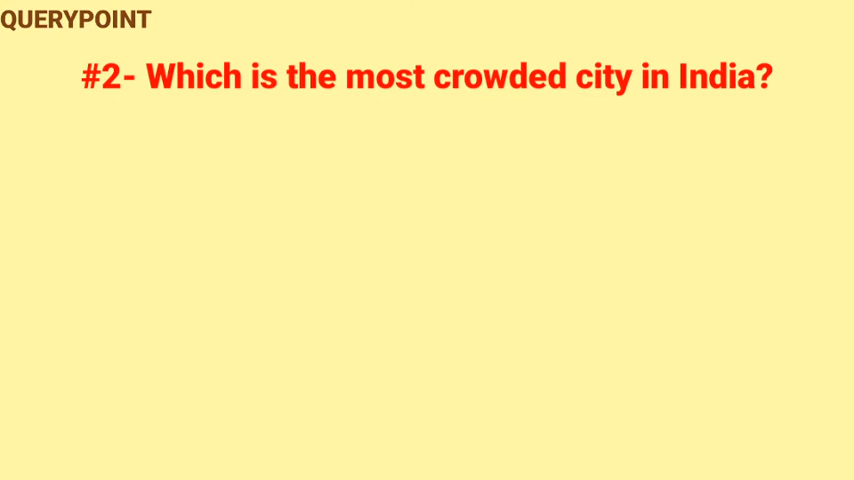 QUERYPOINT
#2- Which is the most crowded city in India?